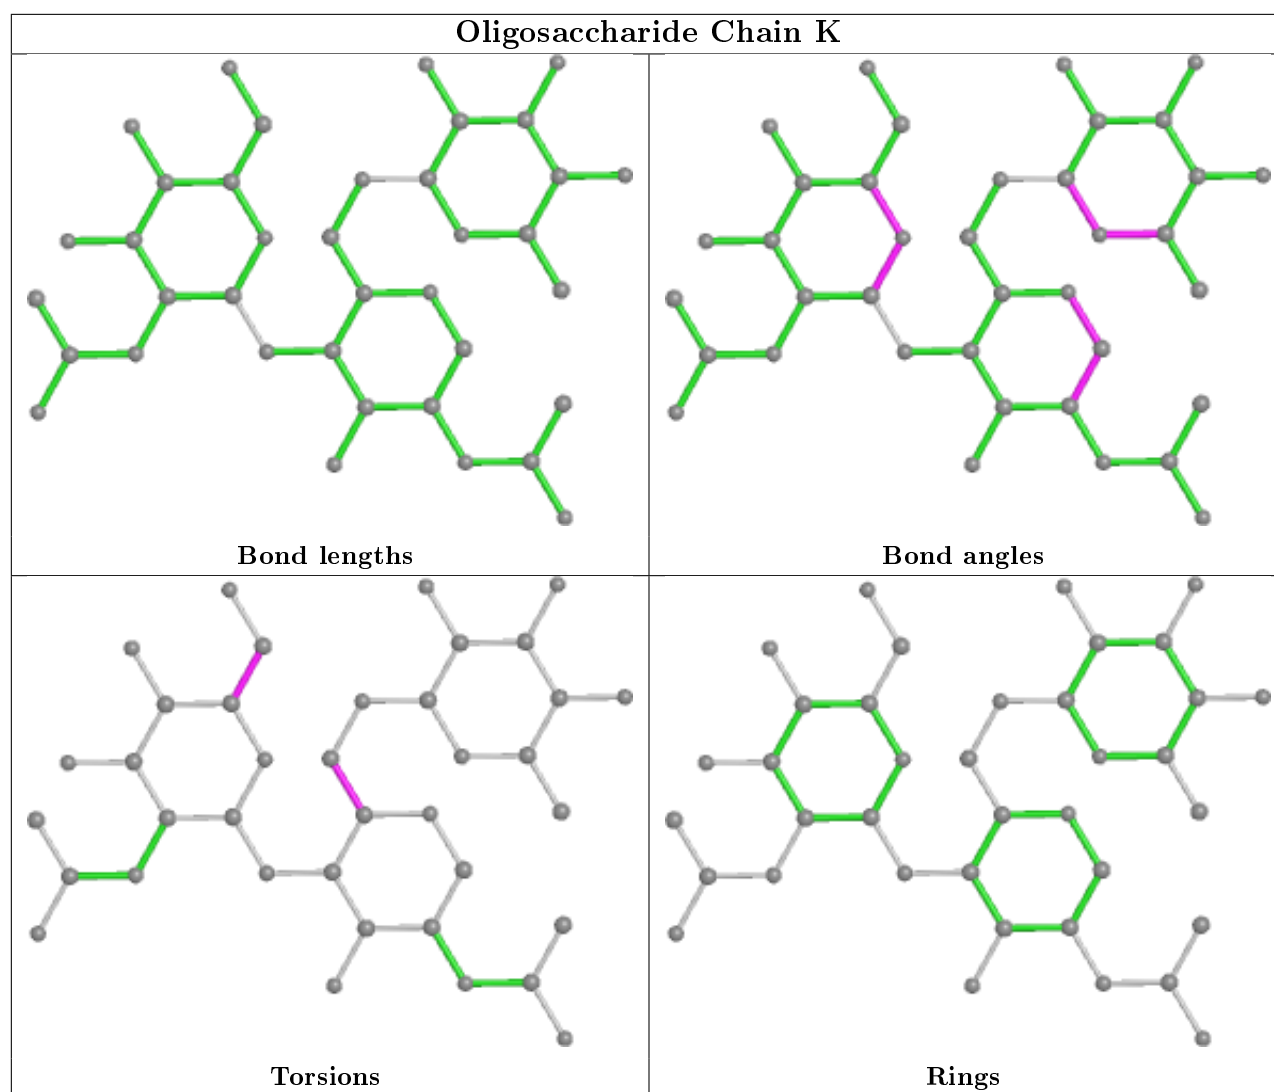 Oligosaccharide Chain K
Bond lengths
Bond angles
Torsions
Rings